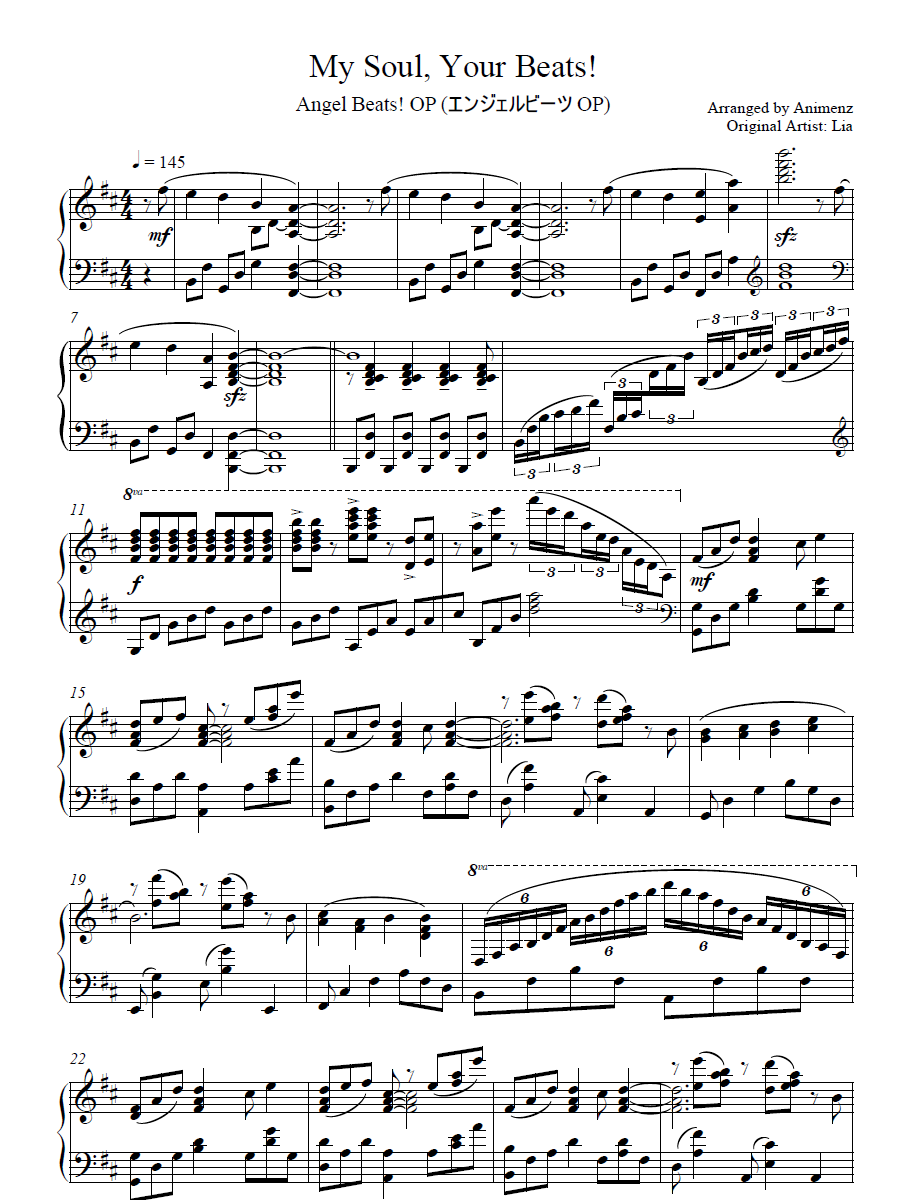 My Soul, Your Beats!
Angel Beats! OP (エンジェルビーツ OP)
Arranged by Animenz
Original Artist: Lia
♩ = 145
mf
sfz
7
3 3 3 3
sfz
3
3
3 3
8va
11
f
3 3
mf
3
15
19
8va
6 6
6 6
22